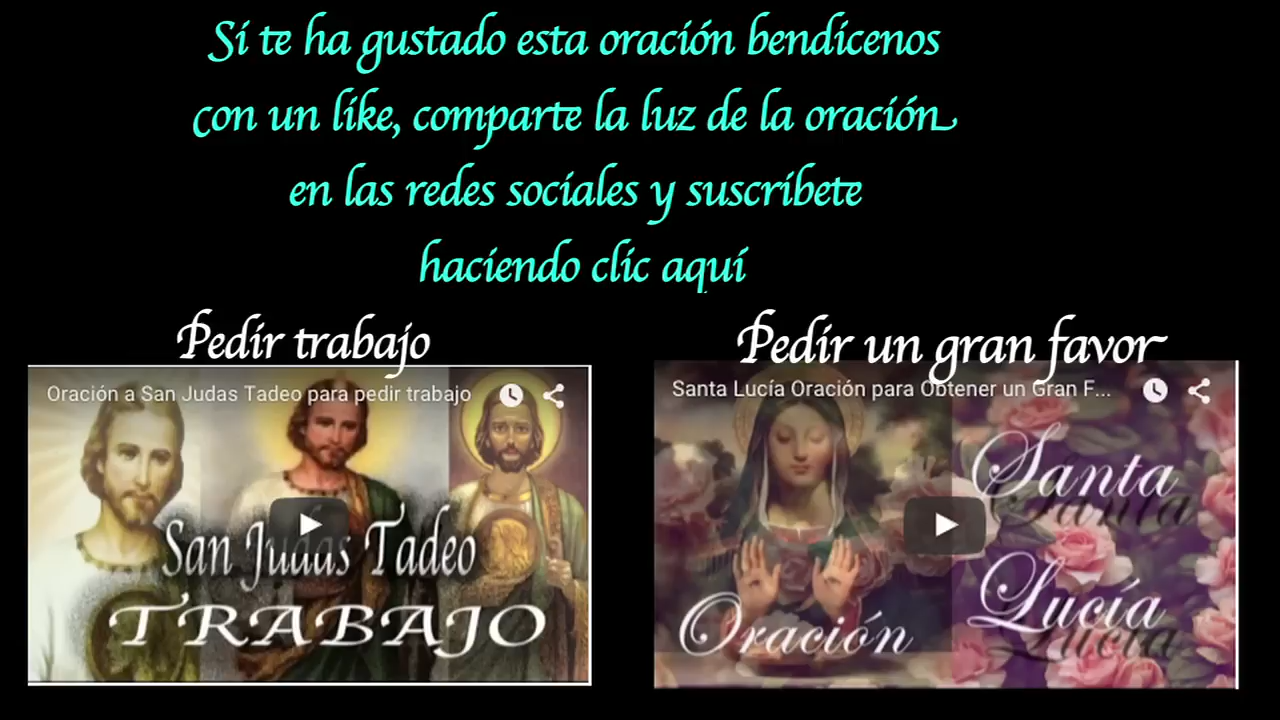 Si te ha gustado esta oración bendícenos
con un like, comparte la luz de la oración
en las redes sociales y suscríbete
haciendo clic aquí
Pedir trabajo
Pedir un gran favor
Oración a San Judas Tadeo para pedir trabajo
Santa Lucía Oración para Obtener un Gran F...
San Judas Tadeo
TRABAJO
Santa
Lucía
Oración